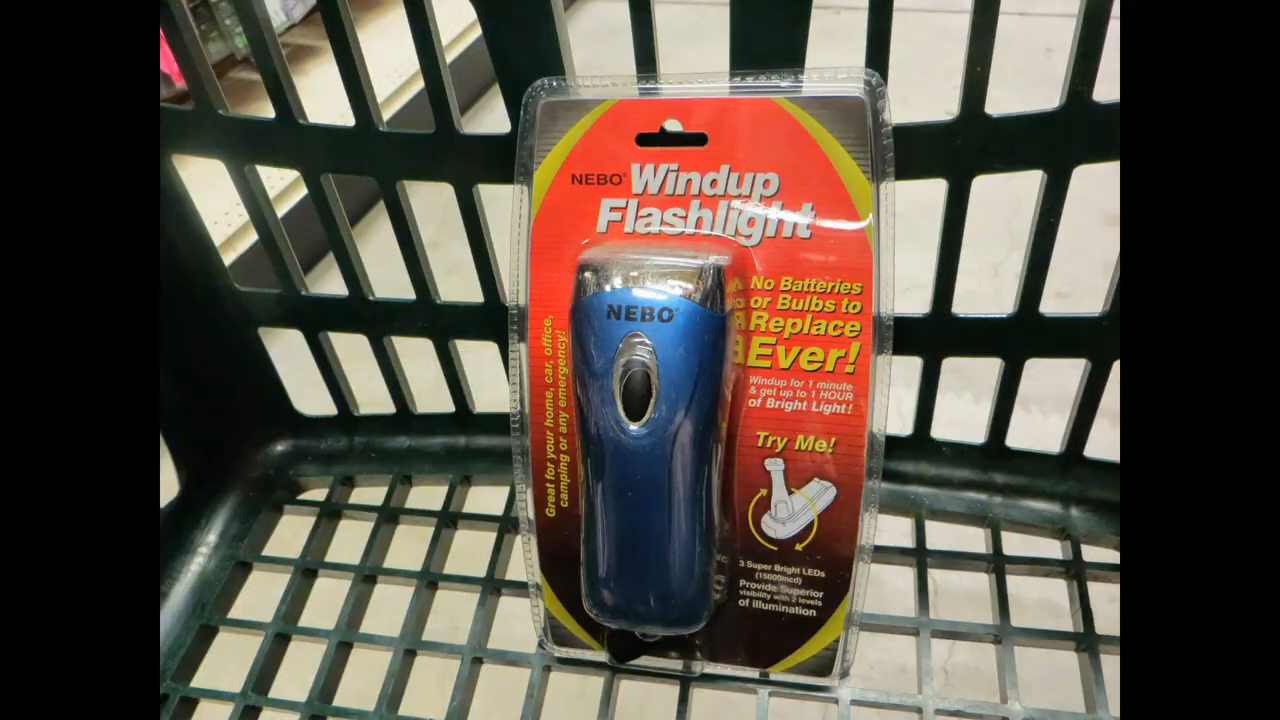 NEBO® Windup
Flashlight
NEBO
No Batteries
or Bulbs to
Replace
Ever!
Windup for 1 minute
& get up to 1 HOUR
of Bright Light!
Try Me!
Great for your home, car, office,
camping or any emergency!
3 Super Bright LEDs
(15000mcd)
Provide Superior
visibility with 2 levels
of illumination